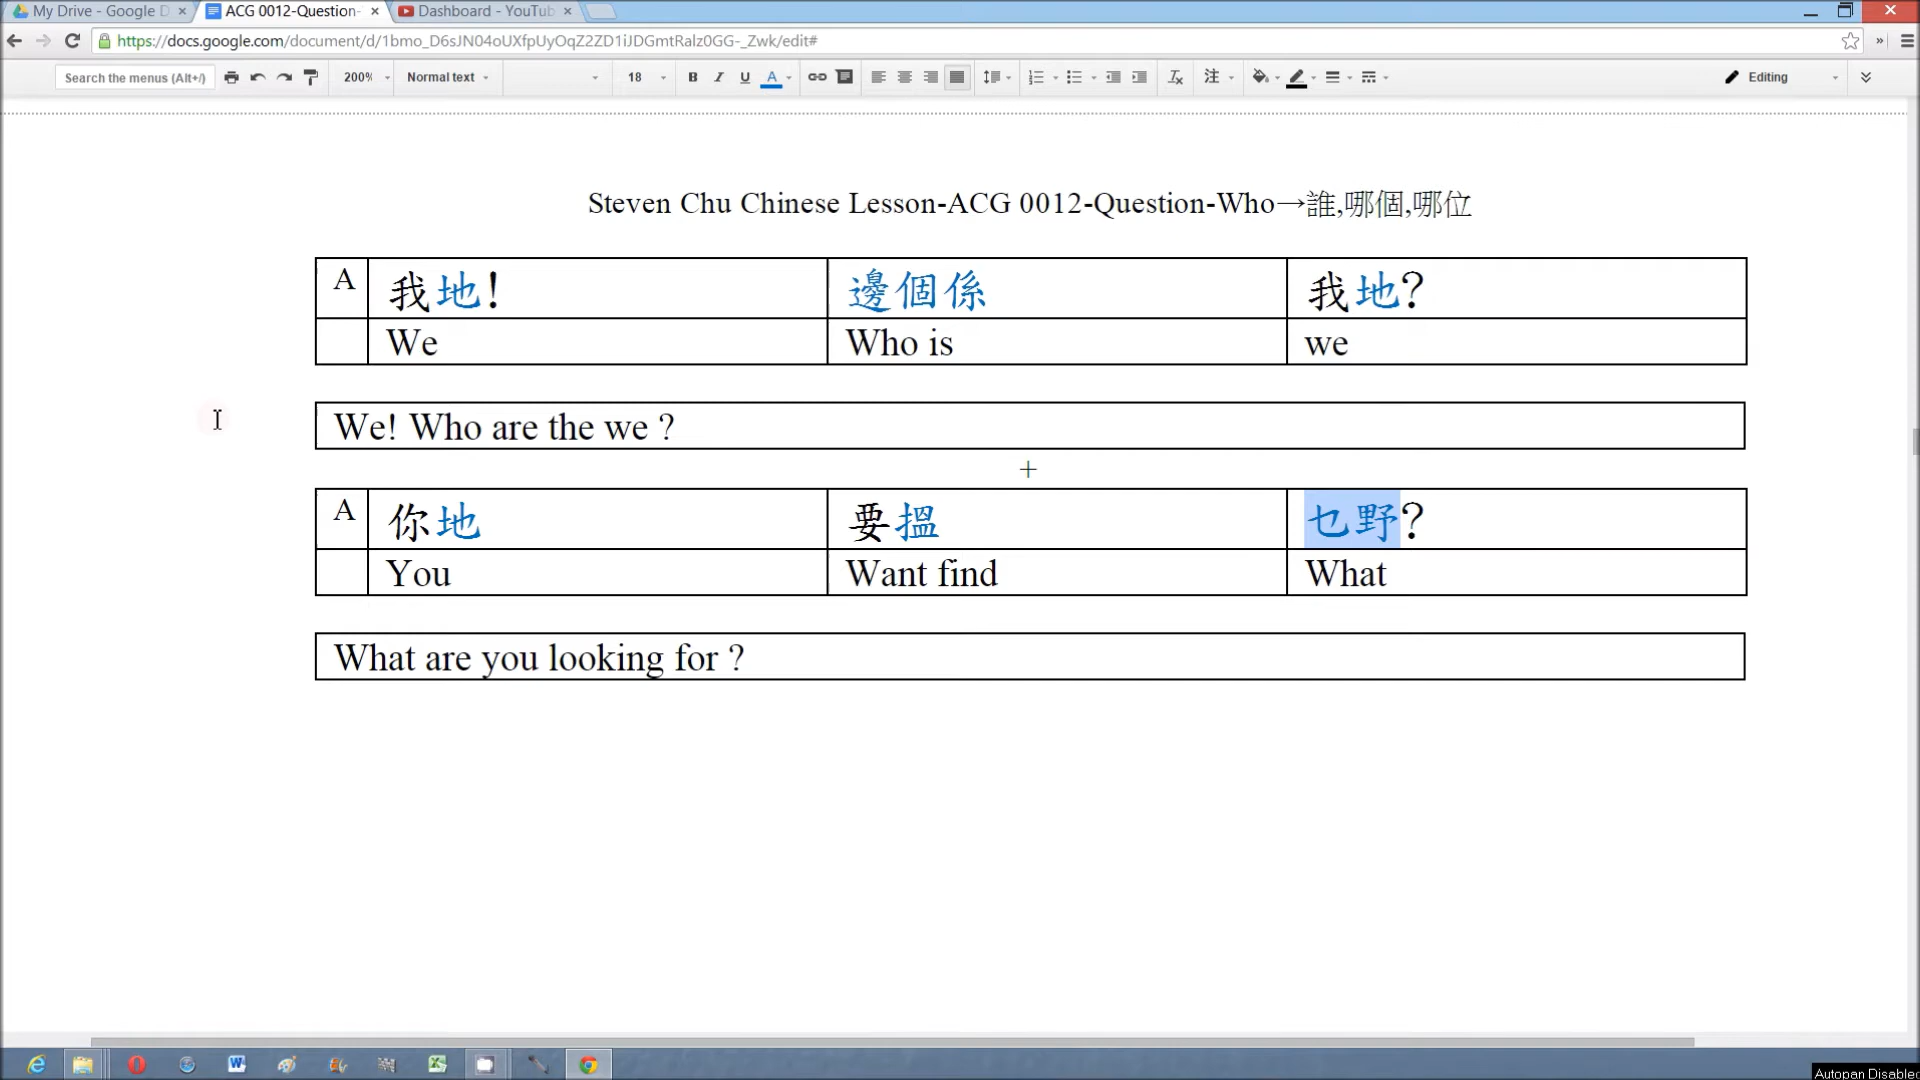 My Drive - Google D
ACG 0012-Question-
Dashboard - YouTub
https://docs.google.com/document/d/1bmo_D6sJN04oUXfpUyOqZ2ZD1iJDGmtRalz0GG-_Zwk/edit#
Search the menus (Alt+/) 200% Normal text 18 B I U A 注 Editing
Steven Chu Chinese Lesson-ACG 0012-Question-Who→誰,哪個,哪位
A 我地! 邊個係 我地?
We Who is we
We! Who are the we ?
+
A 你地 要搵 乜野?
You Want find What
What are you looking for ?
Autopan Disabled